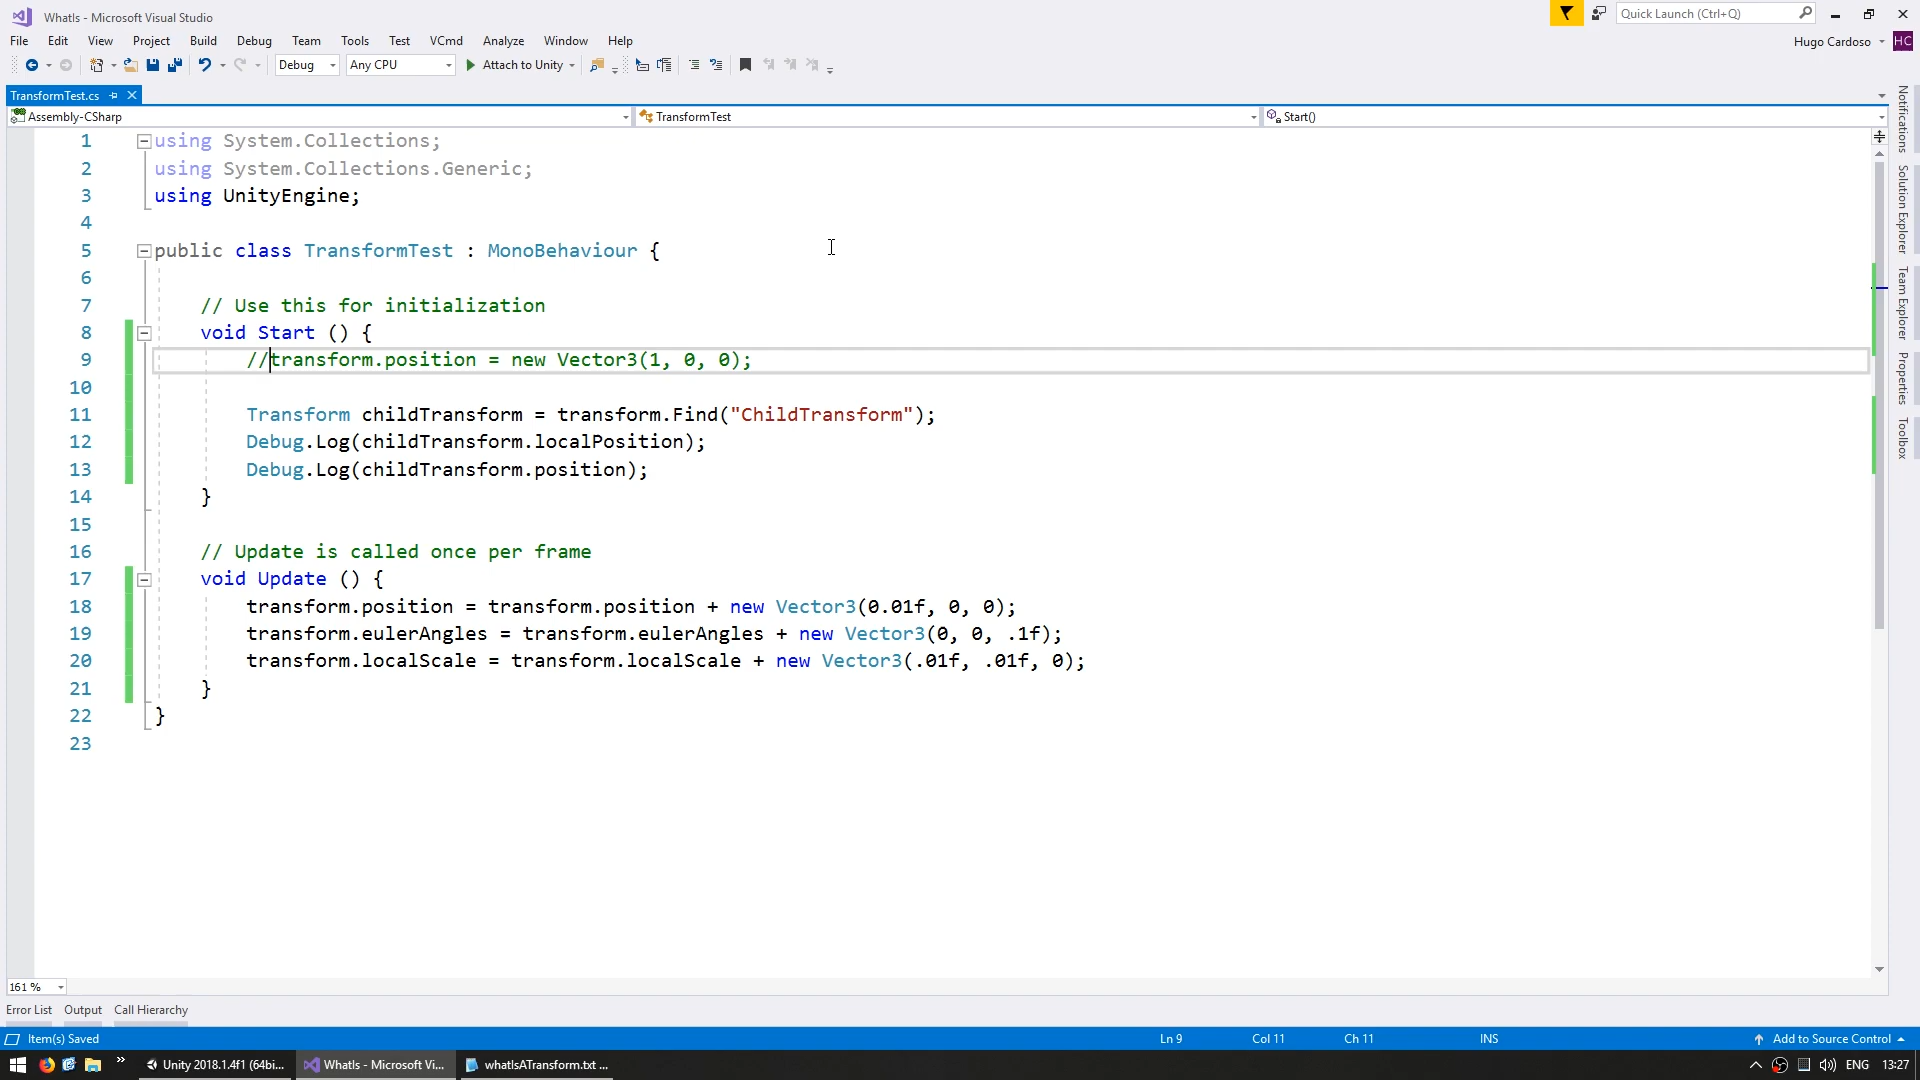 WhatIs - Microsoft Visual Studio
Quick Launch (Ctrl+Q)
File Edit View Project Build Debug Team Tools Test VCmd Analyze Window Help
Hugo Cardoso HC
Debug Any CPU Attach to Unity
TransformTest.cs
Assembly-CSharp TransformTest Start()
1 using System.Collections;
2 using System.Collections.Generic;
3 using UnityEngine;
4
5 public class TransformTest : MonoBehaviour {
6
7 // Use this for initialization
8 void Start () {
9 //transform.position = new Vector3(1, 0, 0);
10
11 Transform childTransform = transform.Find("ChildTransform");
12 Debug.Log(childTransform.localPosition);
13 Debug.Log(childTransform.position);
14 }
15
16 // Update is called once per frame
17 void Update () {
18 transform.position = transform.position + new Vector3(0.01f, 0, 0);
19 transform.eulerAngles = transform.eulerAngles + new Vector3(0, 0, .1f);
20 transform.localScale = transform.localScale + new Vector3(.01f, .01f, 0);
21 }
22 }
23
Notifications
Solution Explorer
Team Explorer
Properties
Toolbox
161 %
Error List Output Call Hierarchy
Item(s) Saved Ln 9 Col 11 Ch 11 INS Add to Source Control
Unity 2018.1.4f1 (64bi... WhatIs - Microsoft Vi... whatIsATransform.txt ... ENG 13:27